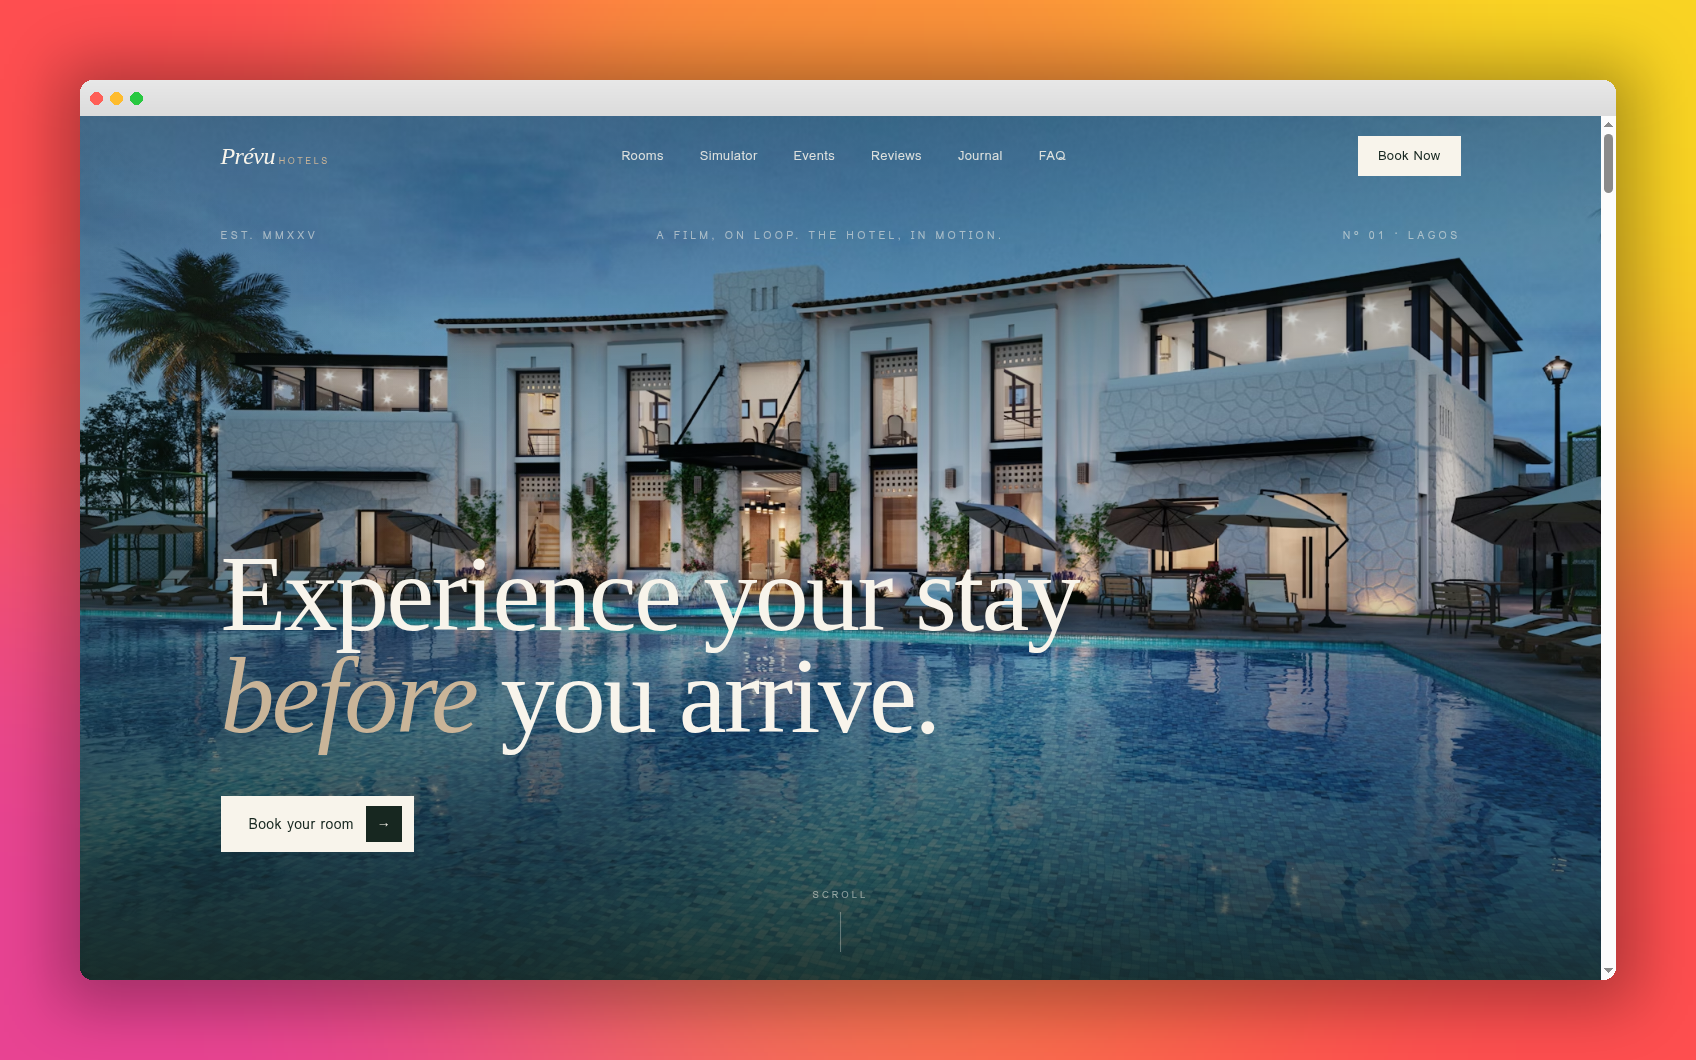 Prévu HOTELS
Rooms Simulator Events Reviews Journal FAQ
Book Now
EST. MMXXV
A FILM, ON LOOP. THE HOTEL, IN MOTION.
Nº 01 · LAGOS
Experience your stay
before you arrive.
Book your room →
SCROLL